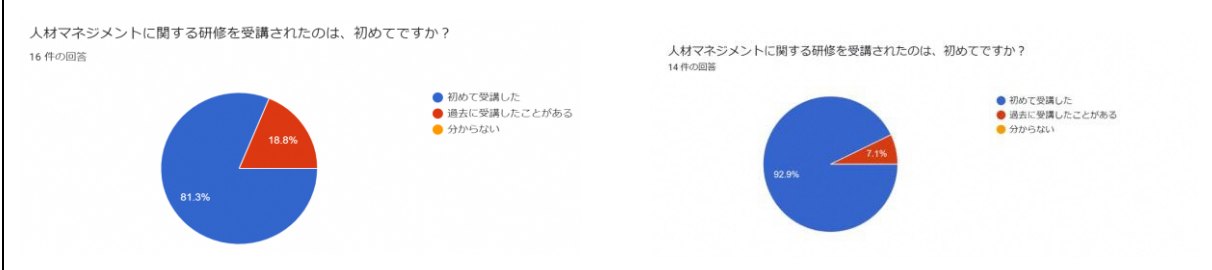 人材マネジメントに関する研修を受講されたのは、初めてですか？
16 件の回答
初めて受講した
過去に受講したことがある
分からない
18.8%
81.3%
人材マネジメントに関する研修を受講されたのは、初めてですか？
14 件の回答
初めて受講した
過去に受講したことがある
分からない
7.1%
92.9%